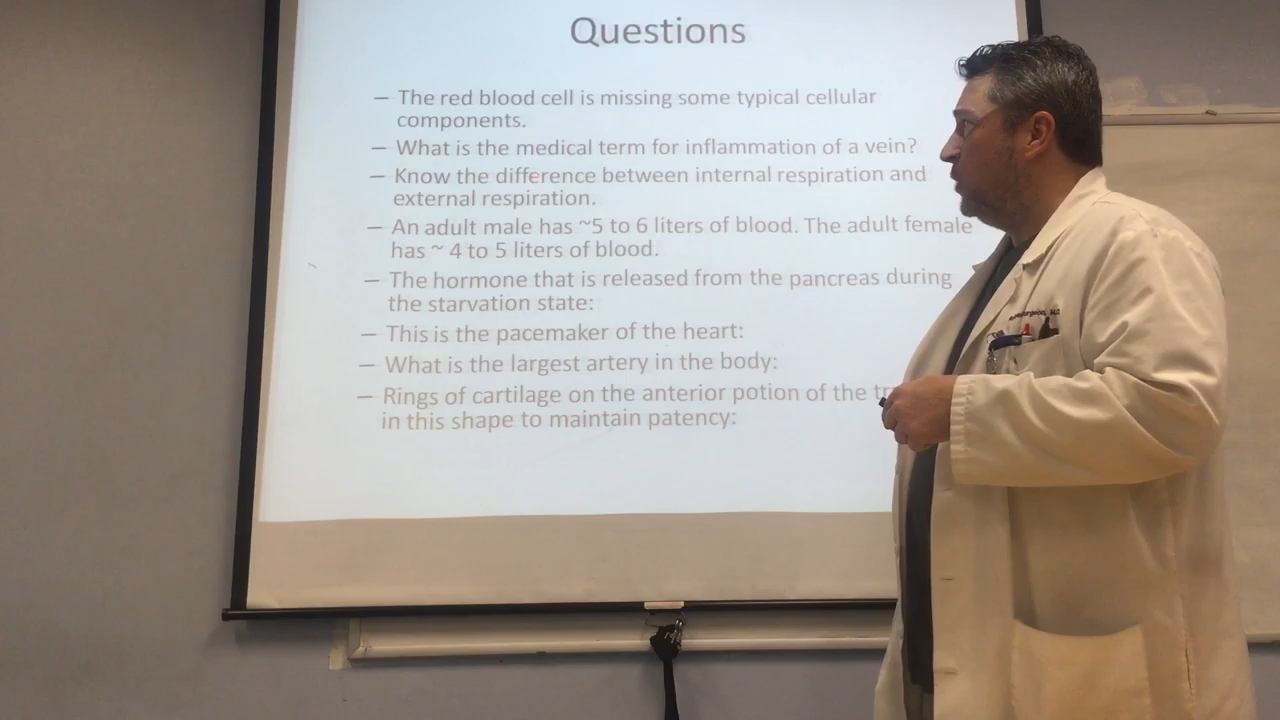 Questions
– The red blood cell is missing some typical cellular
components.
– What is the medical term for inflammation of a vein?
– Know the difference between internal respiration and
external respiration.
– An adult male has ~5 to 6 liters of blood. The adult female
has ~ 4 to 5 liters of blood.
– The hormone that is released from the pancreas during
the starvation state:
– This is the pacemaker of the heart:
– What is the largest artery in the body:
– Rings of cartilage on the anterior potion of the
in this shape to maintain patency: